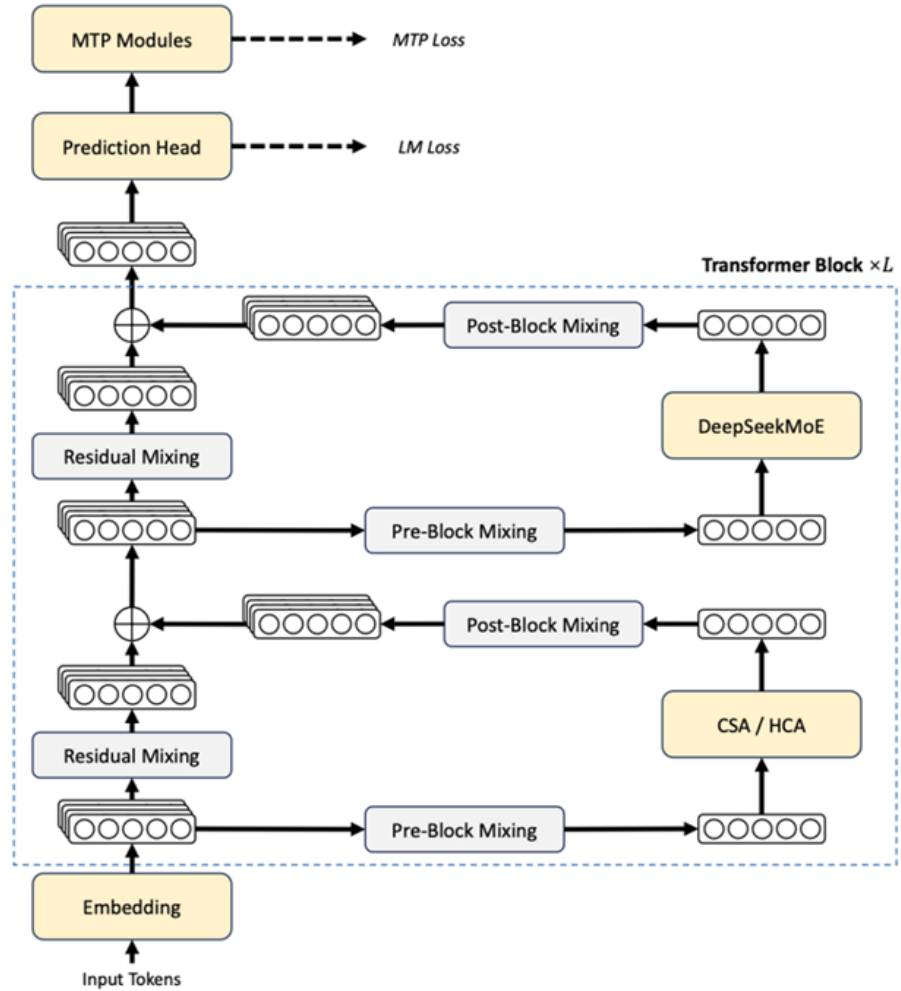 MTP Modules
MTP Loss
Prediction Head
LM Loss
Transformer Block ×L
Post-Block Mixing
DeepSeekMoE
Residual Mixing
Pre-Block Mixing
Post-Block Mixing
CSA / HCA
Residual Mixing
Pre-Block Mixing
Embedding
Input Tokens